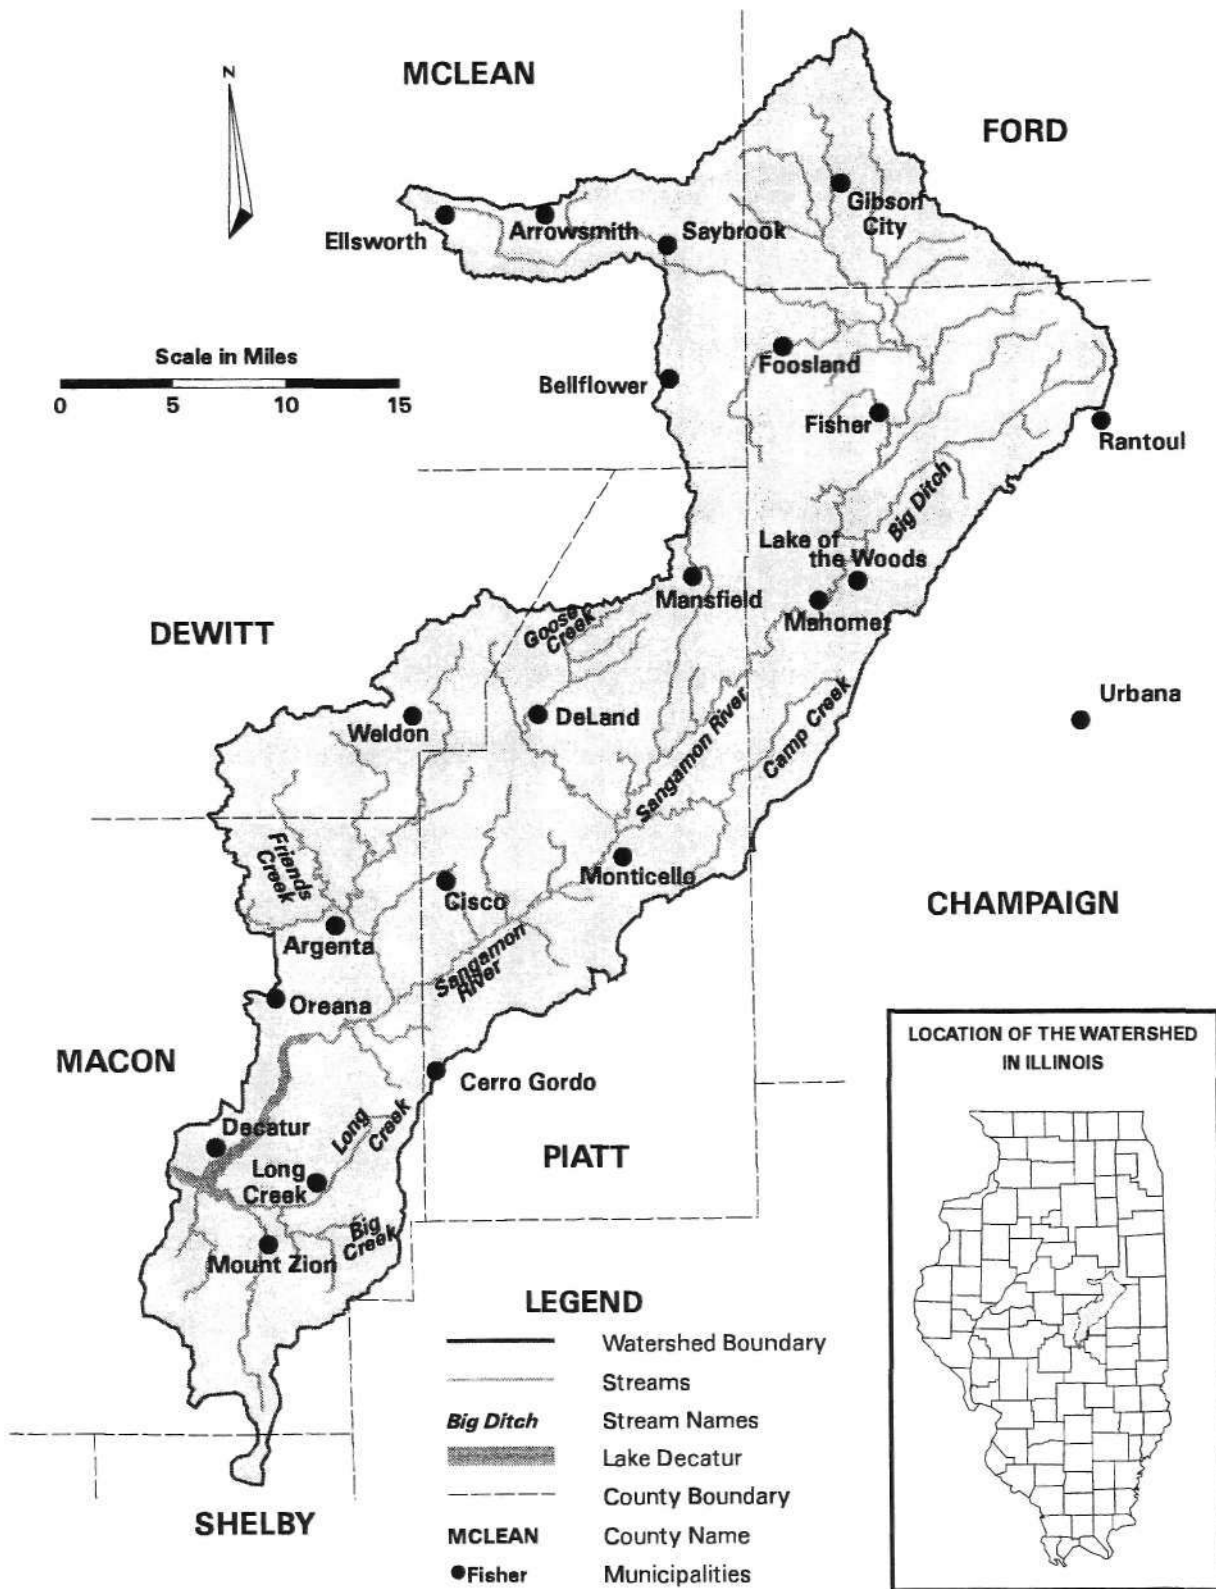 MCLEAN
N
FORD
Gibson
City
Ellsworth
Arrowsmith
Saybrook
Scale in Miles
0 5 10 15
Foosland
Bellflower
Fisher
Rantoul
Big Ditch
Lake of
the Woods
Mansfield
Mahomet
Goose
Creek
DEWITT
Urbana
Weldon
DeLand
Sangamon River
Camp Creek
Friends
Creek
Monticello
Cisco
CHAMPAIGN
Argenta
Sangamon
River
Oreana
MACON
Cerro Gordo
Decatur
Long
Creek
PIATT
Long
Creek
Big
Creek
Mount Zion
SHELBY
LEGEND
Watershed Boundary
Streams
Big Ditch Stream Names
Lake Decatur
County Boundary
MCLEAN County Name
Fisher Municipalities
LOCATION OF THE WATERSHED
IN ILLINOIS